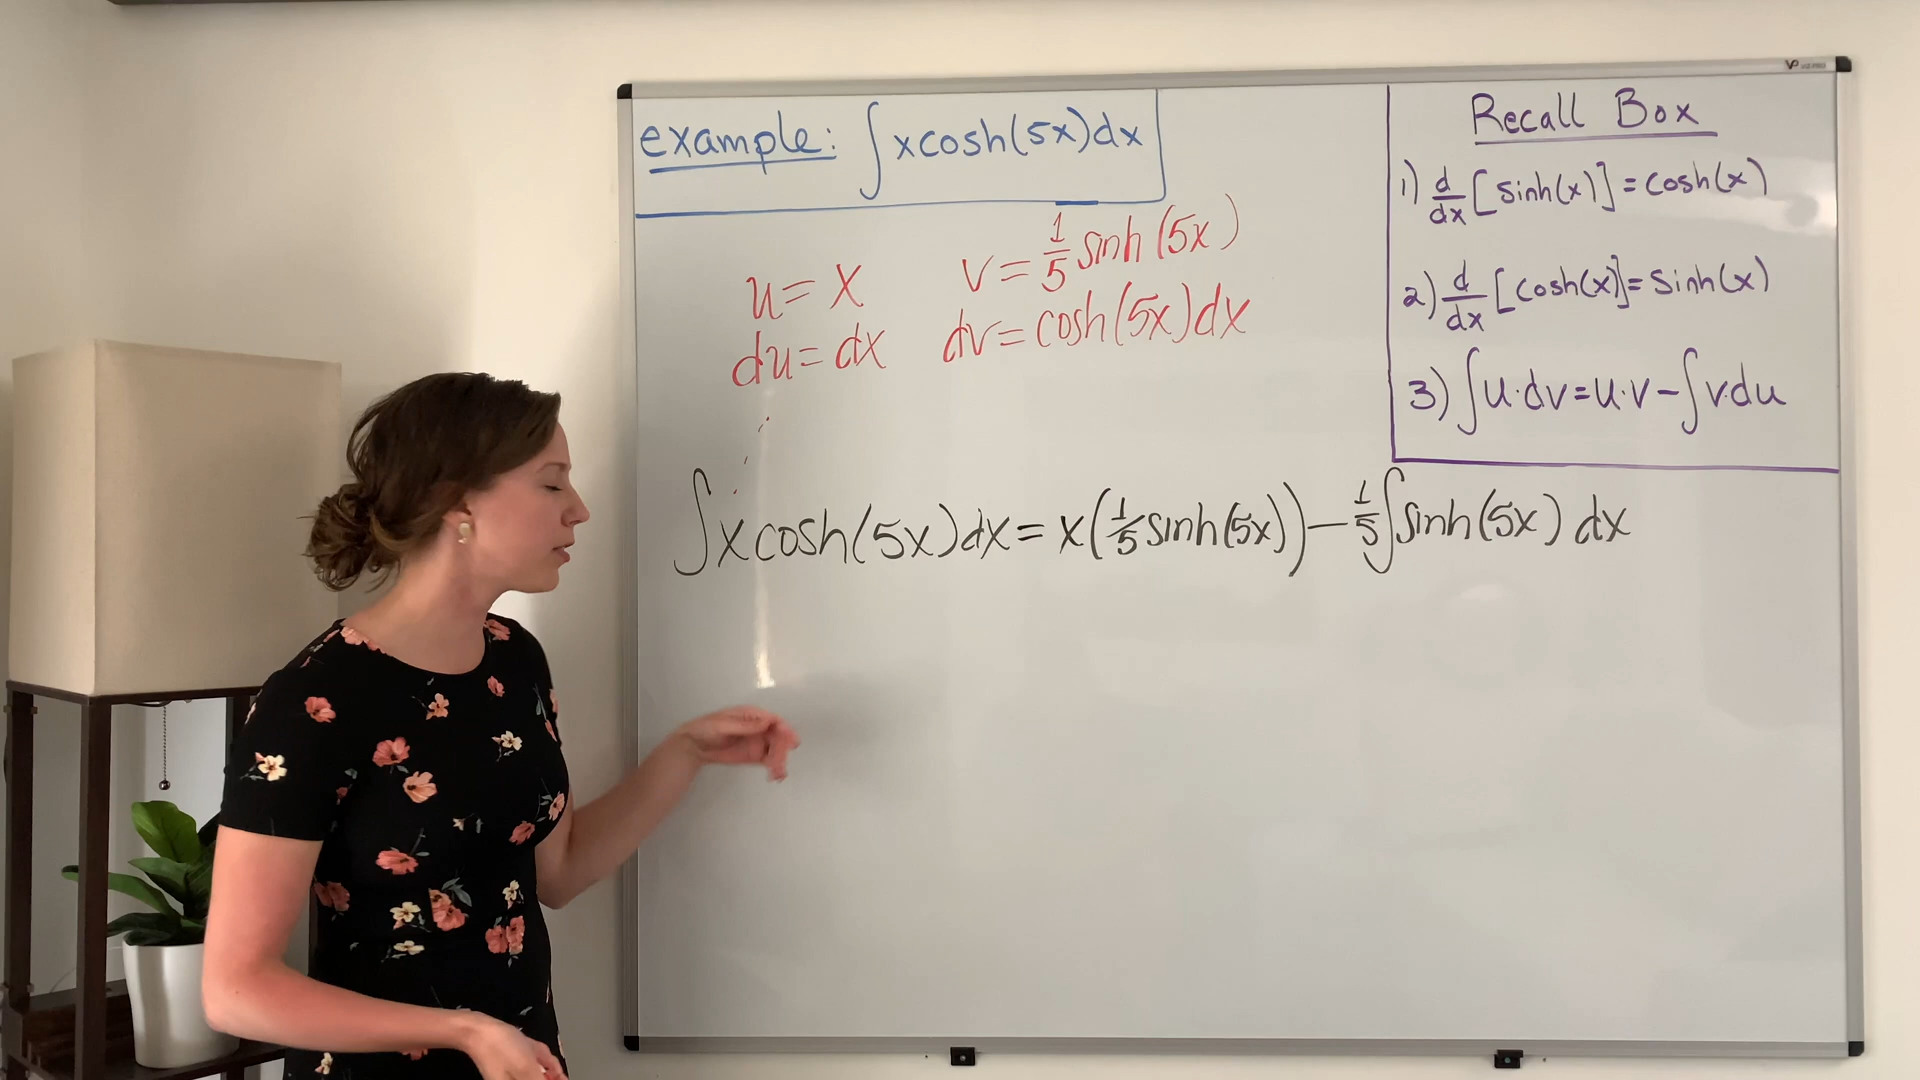 example: ∫xcosh(5x)dx
u = x    v = 1/5 sinh(5x)
du = dx    dv = cosh(5x)dx
∫x cosh(5x)dx = x(1/5 sinh(5x)) − 1/5 ∫sinh(5x) dx
Recall Box
1) d/dx [sinh(x)] = cosh(x)
2) d/dx [cosh(x)] = sinh(x)
3) ∫u·dv = u·v − ∫v·du